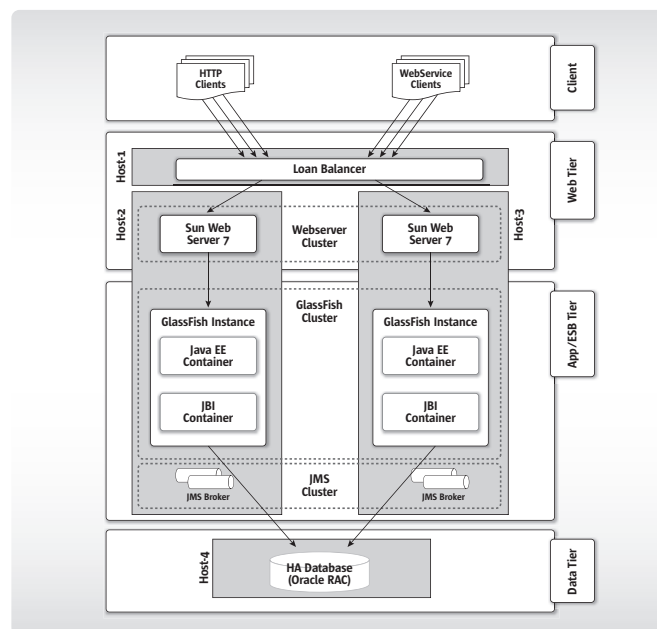 HTTP
Clients
WebService
Clients
Client
Host-1
Loan Balancer
Web Tier
Host-2
Sun Web
Server 7
Webserver
Cluster
Sun Web
Server 7
Host-3
GlassFish
Cluster
GlassFish Instance
Java EE
Container
JBI
Container
GlassFish Instance
Java EE
Container
JBI
Container
App/ESB Tier
JMS Broker
JMS
Cluster
JMS Broker
Host-4
HA Database
(Oracle RAC)
Data Tier